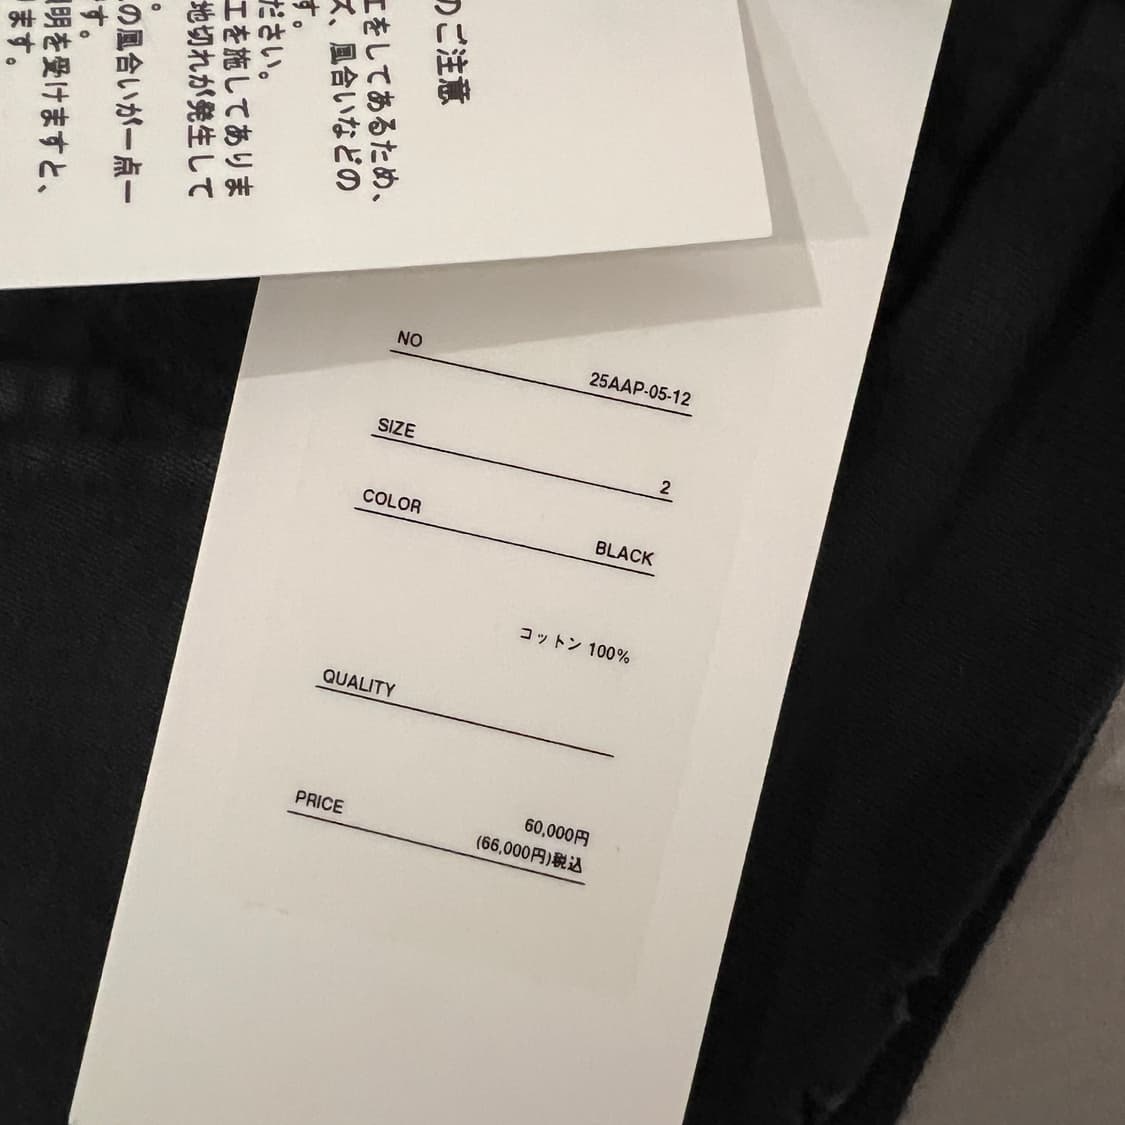 のご注意
工をしてあるため、
ズ、風合いなどの
す。
ださい。
工を施してありま
地切れが発生して
。
の風合いが一点一
す。
明を受けますと、
ます。
NO
25AAP-05-12
SIZE
2
COLOR
BLACK
コットン 100%
QUALITY
PRICE
60,000円
(66,000円)税込